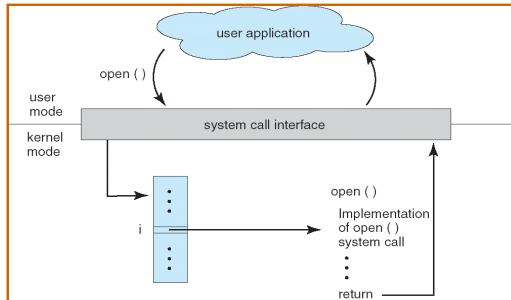 user application
open ( )
user
mode
system call interface
kernel
mode
open ( )
i
Implementation
of open ( )
system call
return